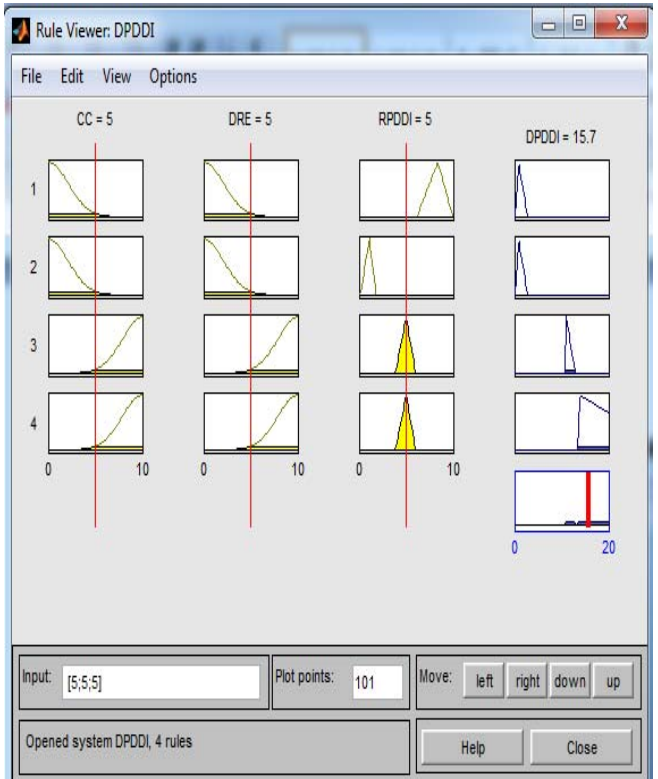 Rule Viewer: DPDDI
File Edit View Options
CC = 5 DRE = 5 RPDDI = 5 DPDDI = 15.7
1
2
3
4
0 10 0 10 0 10
0 20
Input: [5;5;5] Plot points: 101 Move: left right down up
Opened system DPDDI, 4 rules Help Close